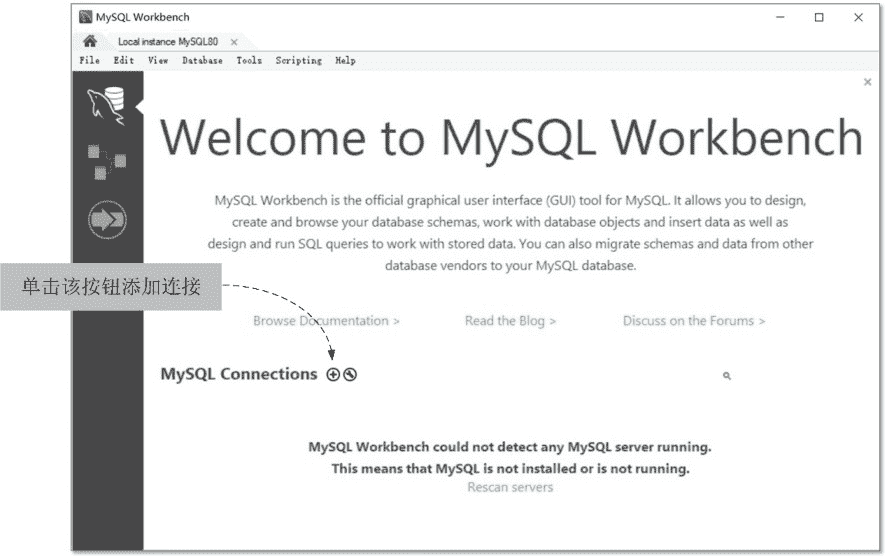 MySQL Workbench
Local instance MySQL80
File Edit View Database Tools Scripting Help
Welcome to MySQL Workbench
MySQL Workbench is the official graphical user interface (GUI) tool for MySQL. It allows you to design,
create and browse your database schemas, work with database objects and insert data as well as
design and run SQL queries to work with stored data. You can also migrate schemas and data from other
database vendors to your MySQL database.
单击该按钮添加连接
Browse Documentation > Read the Blog > Discuss on the Forums >
MySQL Connections
MySQL Workbench could not detect any MySQL server running.
This means that MySQL is not installed or is not running.
Rescan servers